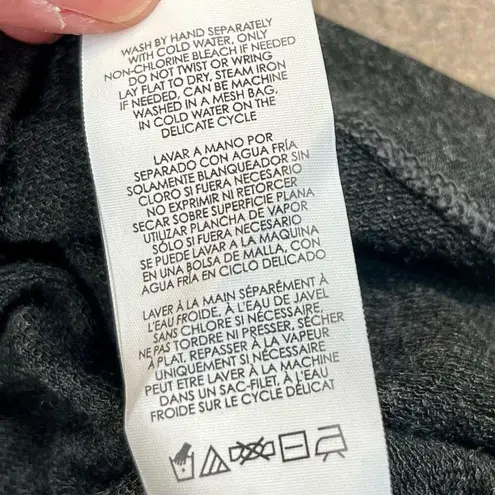 WASH BY HAND SEPARATELY
WITH COLD WATER, ONLY
NON-CHLORINE BLEACH IF NEEDED
DO NOT TWIST OR WRING
LAY FLAT TO DRY, STEAM IRON
IF NEEDED, CAN BE MACHINE
WASHED IN A MESH BAG,
IN COLD WATER ON THE
DELICATE CYCLE
LAVAR A MANO POR
SEPARADO CON AGUA FRÍA
SOLAMENTE BLANQUEADOR SIN
CLORO SI FUERA NECESARIO
NO EXPRIMIR NI RETORCER
SECAR SOBRE SUPERFICIE PLANA
UTILIZAR PLANCHA DE VAPOR
SÓLO SI FUERA NECESARIO
SE PUEDE LAVAR A LA MAQUINA
EN UNA BOLSA DE MALLA, CON
AGUA FRÍA EN CICLO DELICADO
LAVER À LA MAIN SÉPARÉMENT À
L'EAU FROIDE, À L'EAU DE JAVEL
SANS CHLORE SI NÉCESSAIRE,
NE PAS TORDRE NI PRESSER, SÉCHER
À PLAT, REPASSER À LA VAPEUR
UNIQUEMENT SI NÉCESSAIRE
PEUT ETRE LAVER À LA MACHINE
DANS UN SAC-FILET, À L'EAU
FROIDE SUR LE CYCLE DÉLICAT